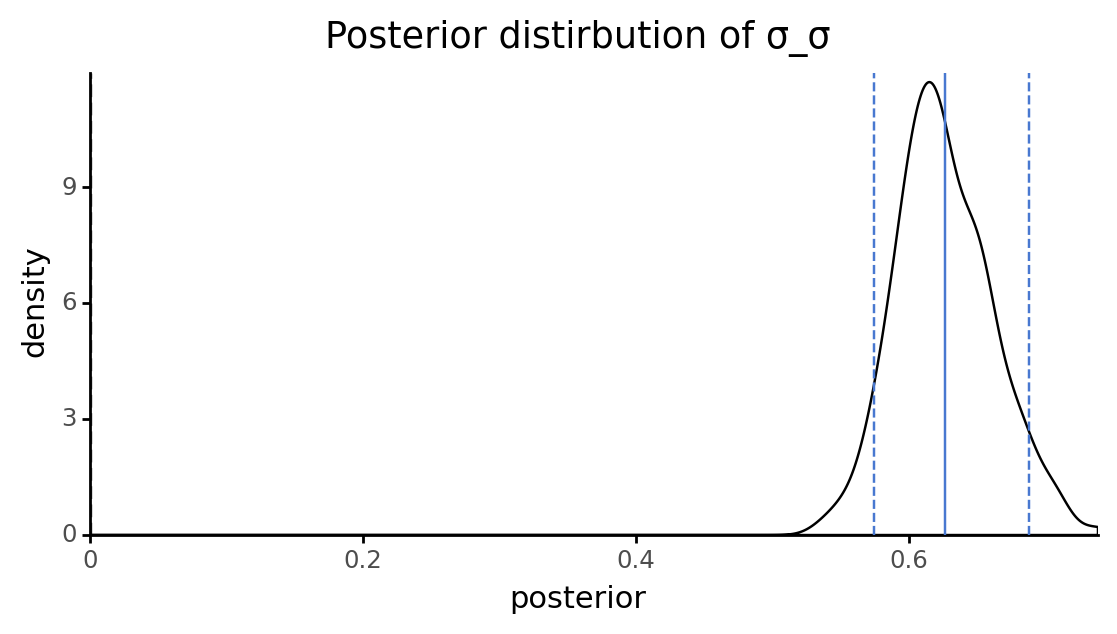 Posterior distirbution of σ_σ
density
9
6
3
0
0
0.2
0.4
0.6
posterior